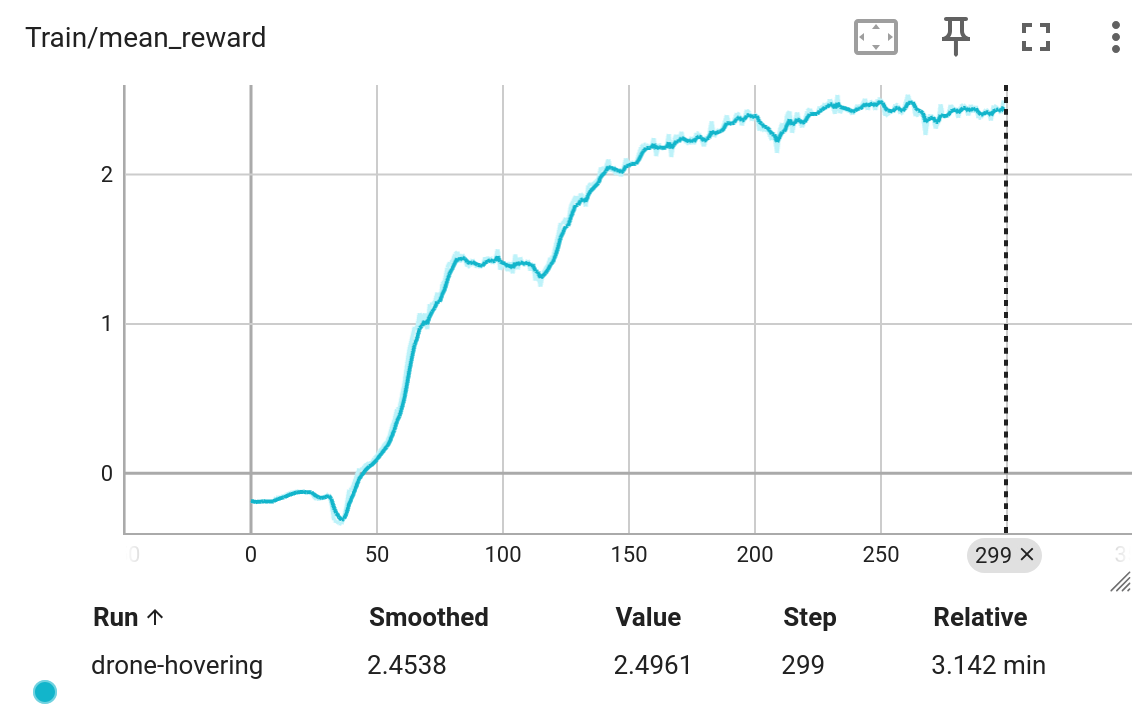 Train/mean_reward
2
1
0
0 0 50 100 150 200 250 299 × 3
Run ↑ Smoothed Value Step Relative
drone-hovering 2.4538 2.4961 299 3.142 min